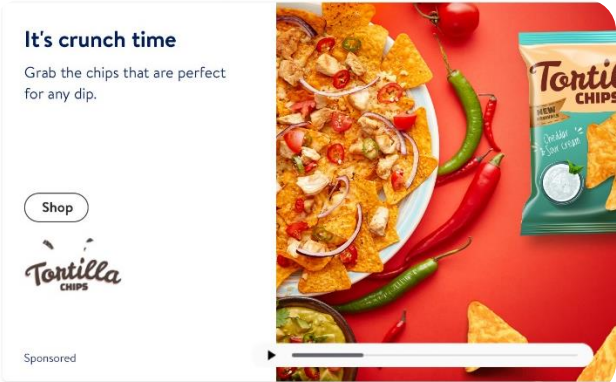 It's crunch time
Grab the chips that are perfect
for any dip.
Shop
Tortilla
CHIPS
Sponsored
CHIPS
NEW
Cheddar
& Sour Cream